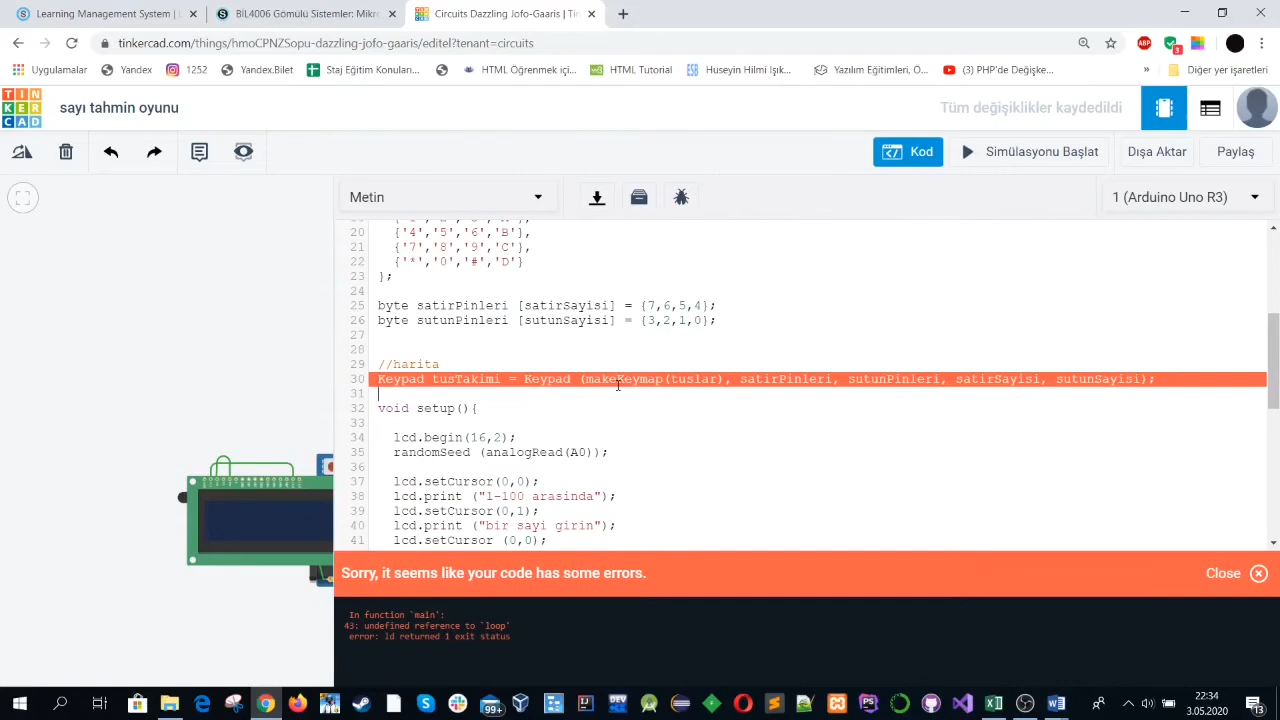 Learning Management System | T
BİL4006 Gömülü Sistemler: Mikro
Circuits Dazzling Jofo-Gaaris | Tin
tinkercad.com/things/hmoCPNZSopu-dazzling-jofo-gaaris/editel?tenant=circuits
ABP
3
Uygulamalar
Yandex
1252
Yandex.Bilet
Staj Eğitim Konuları...
HTML Öğrenmek için...
HTML Tutorial
Hüseyin Hilmi Işık...
Yazılım Eğitimleri, Ö...
(3) PHP'de Değişke...
»
Diğer yer işaretleri
TIN
KER
CAD
sayı tahmin oyunu
Tüm değişiklikler kaydedildi
Kod
Simülasyonu Başlat
Dışa Aktar
Paylaş
Metin
1 (Arduino Uno R3)
20 {'4','5','6','B'},
21 {'7','8','9','C'},
22 {'*','0','#','D'}
23 };
24
25 byte satirPinleri [satirSayisi] = {7,6,5,4};
26 byte sutunPinleri [sutunSayisi] = {3,2,1,0};
27
28
29 //harita
30 Keypad tusTakimi = Keypad (makeKeymap(tuslar), satirPinleri, sutunPinleri, satirSayisi, sutunSayisi);
31
32 void setup(){
33
34 lcd.begin(16,2);
35 randomSeed (analogRead(A0));
36
37 lcd.setCursor(0,0);
38 lcd.print ("1-100 arasinda");
39 lcd.setCursor(0,1);
40 lcd.print ("bir sayi girin");
41 lcd.setCursor (0,0);
Sorry, it seems like your code has some errors.
Close
In function `main':
43: undefined reference to `loop'
error: ld returned 1 exit status
99+
22:34
3.05.2020
13